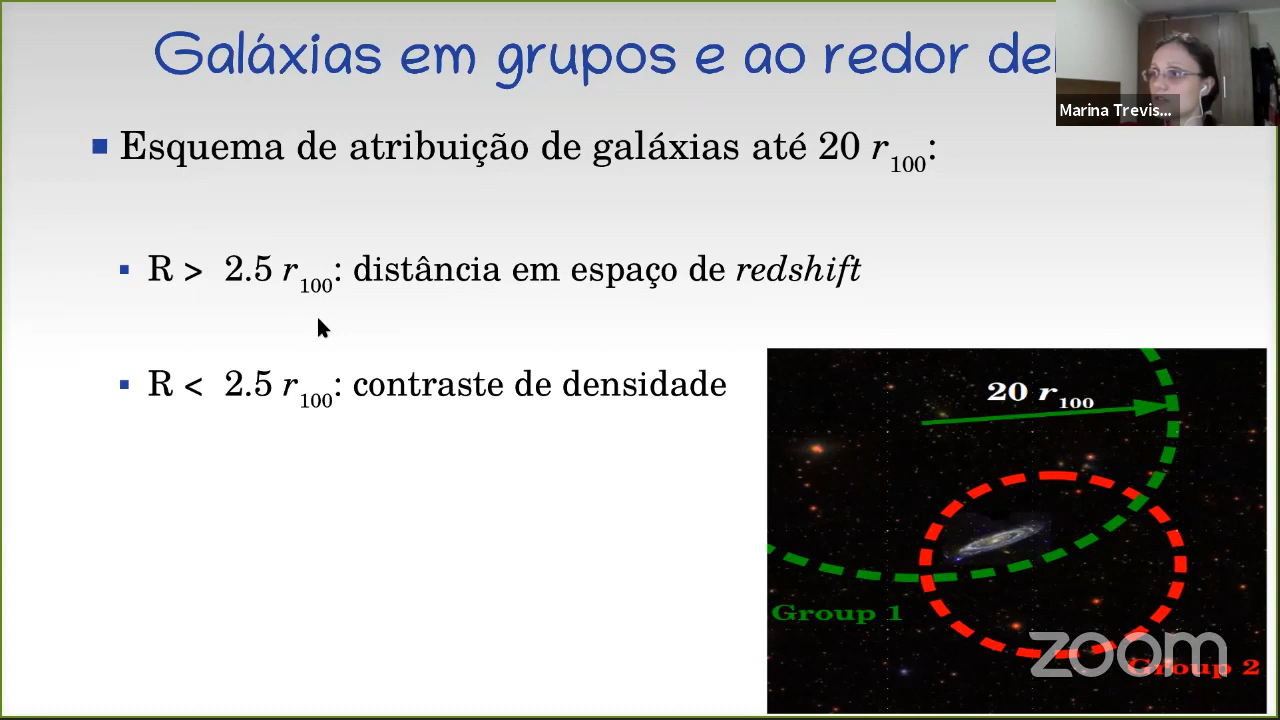 Galáxias em grupos e ao redor
Marina Trevis...
Esquema de atribuição de galáxias até 20 r100:
R > 2.5 r100: distância em espaço de redshift
R < 2.5 r100: contraste de densidade
20 r100
Group 1
zoom
Group 2